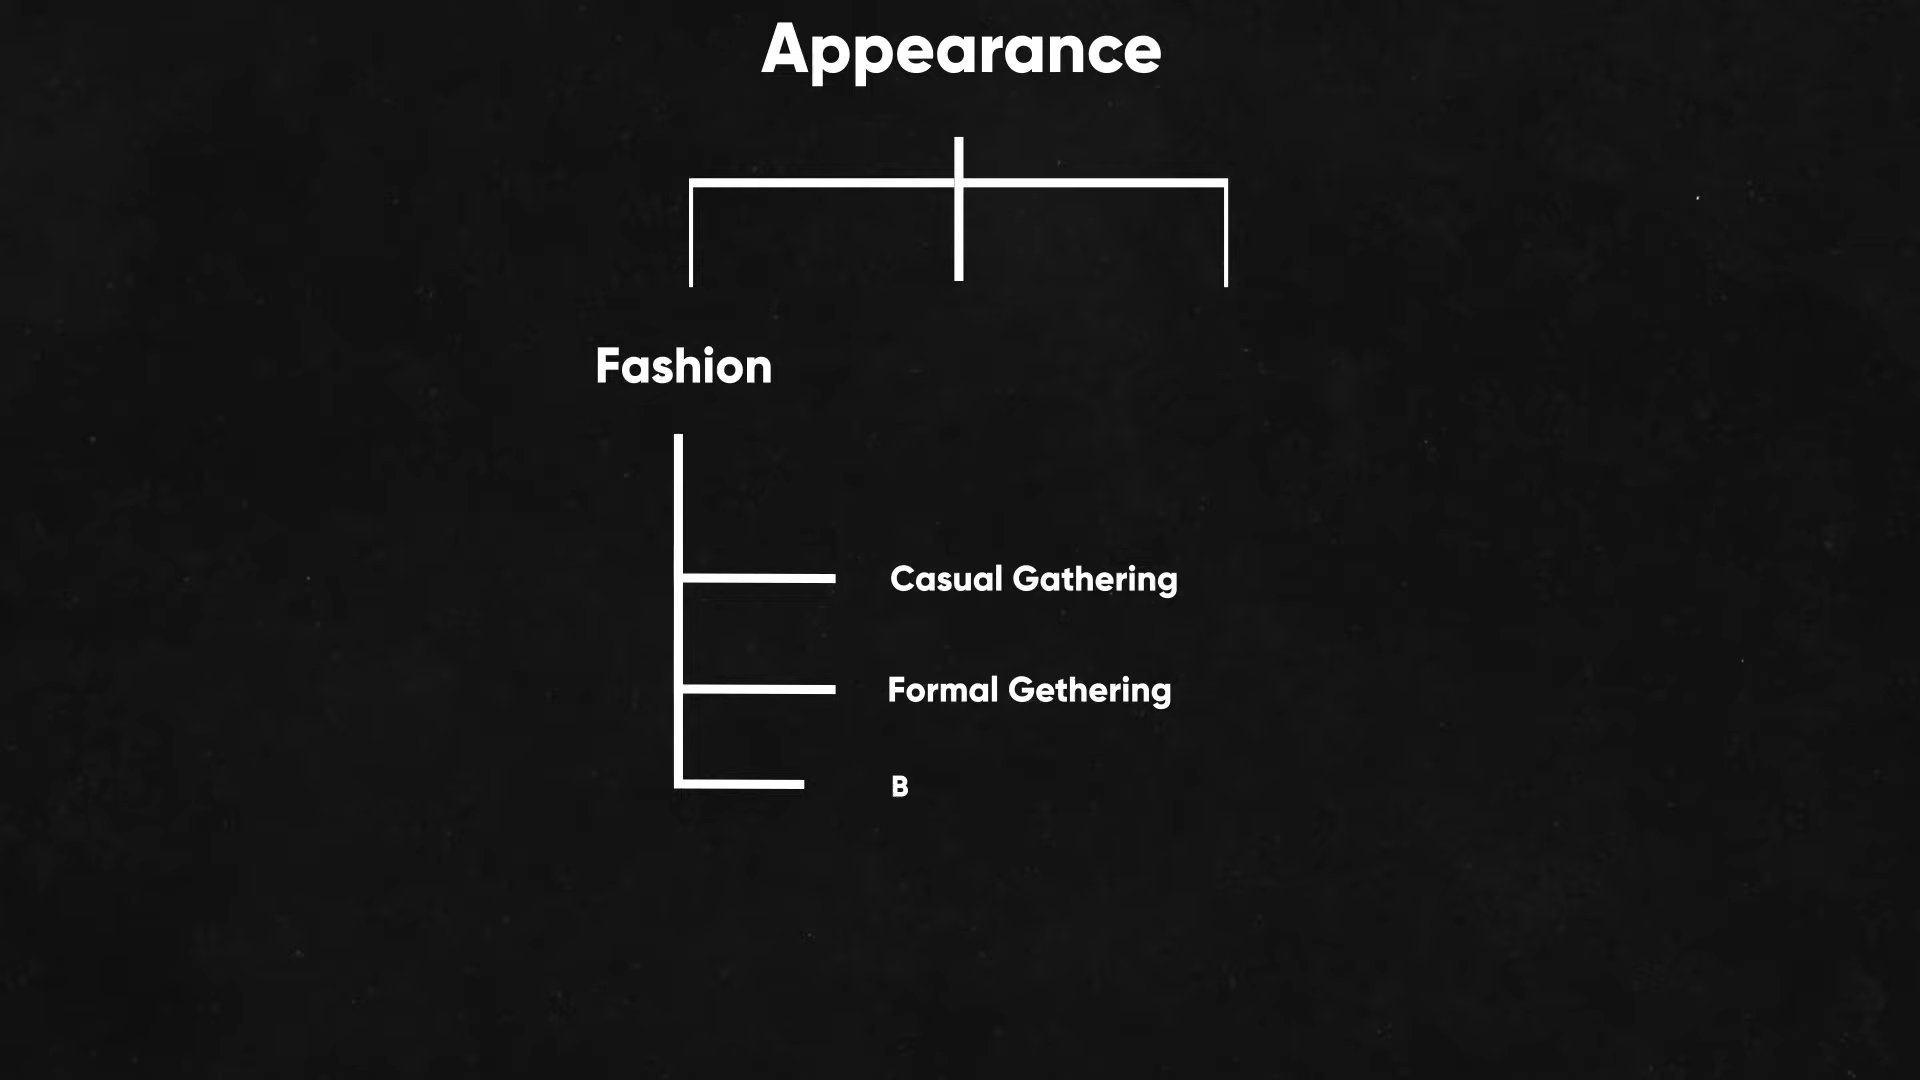 Appearance
Fashion
Casual Gathering
Formal Gethering
B